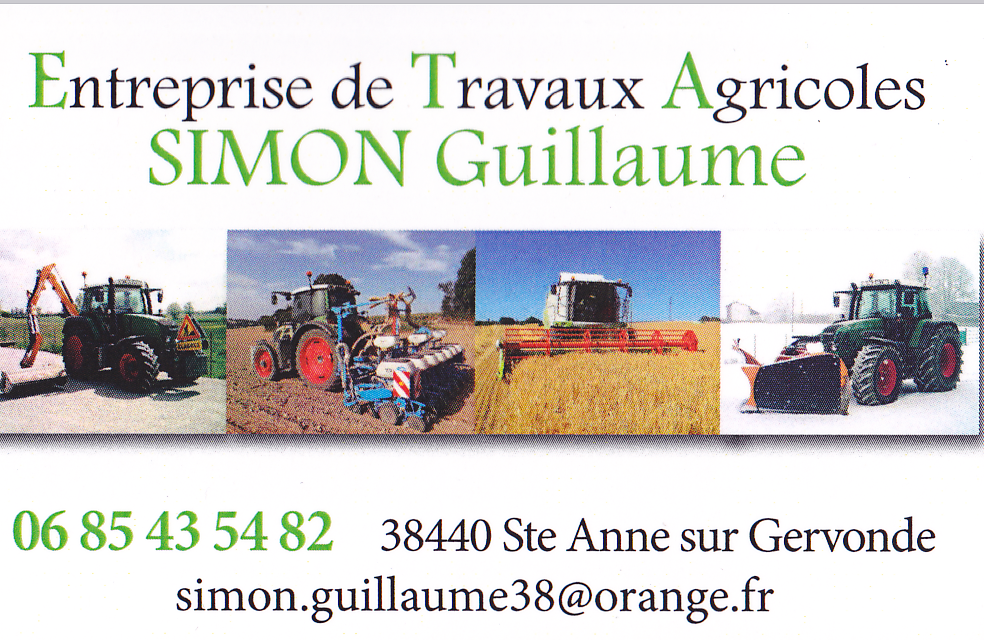 Entreprise de Travaux Agricoles
SIMON Guillaume
06 85 43 54 82 38440 Ste Anne sur Gervonde
simon.guillaume38@orange.fr